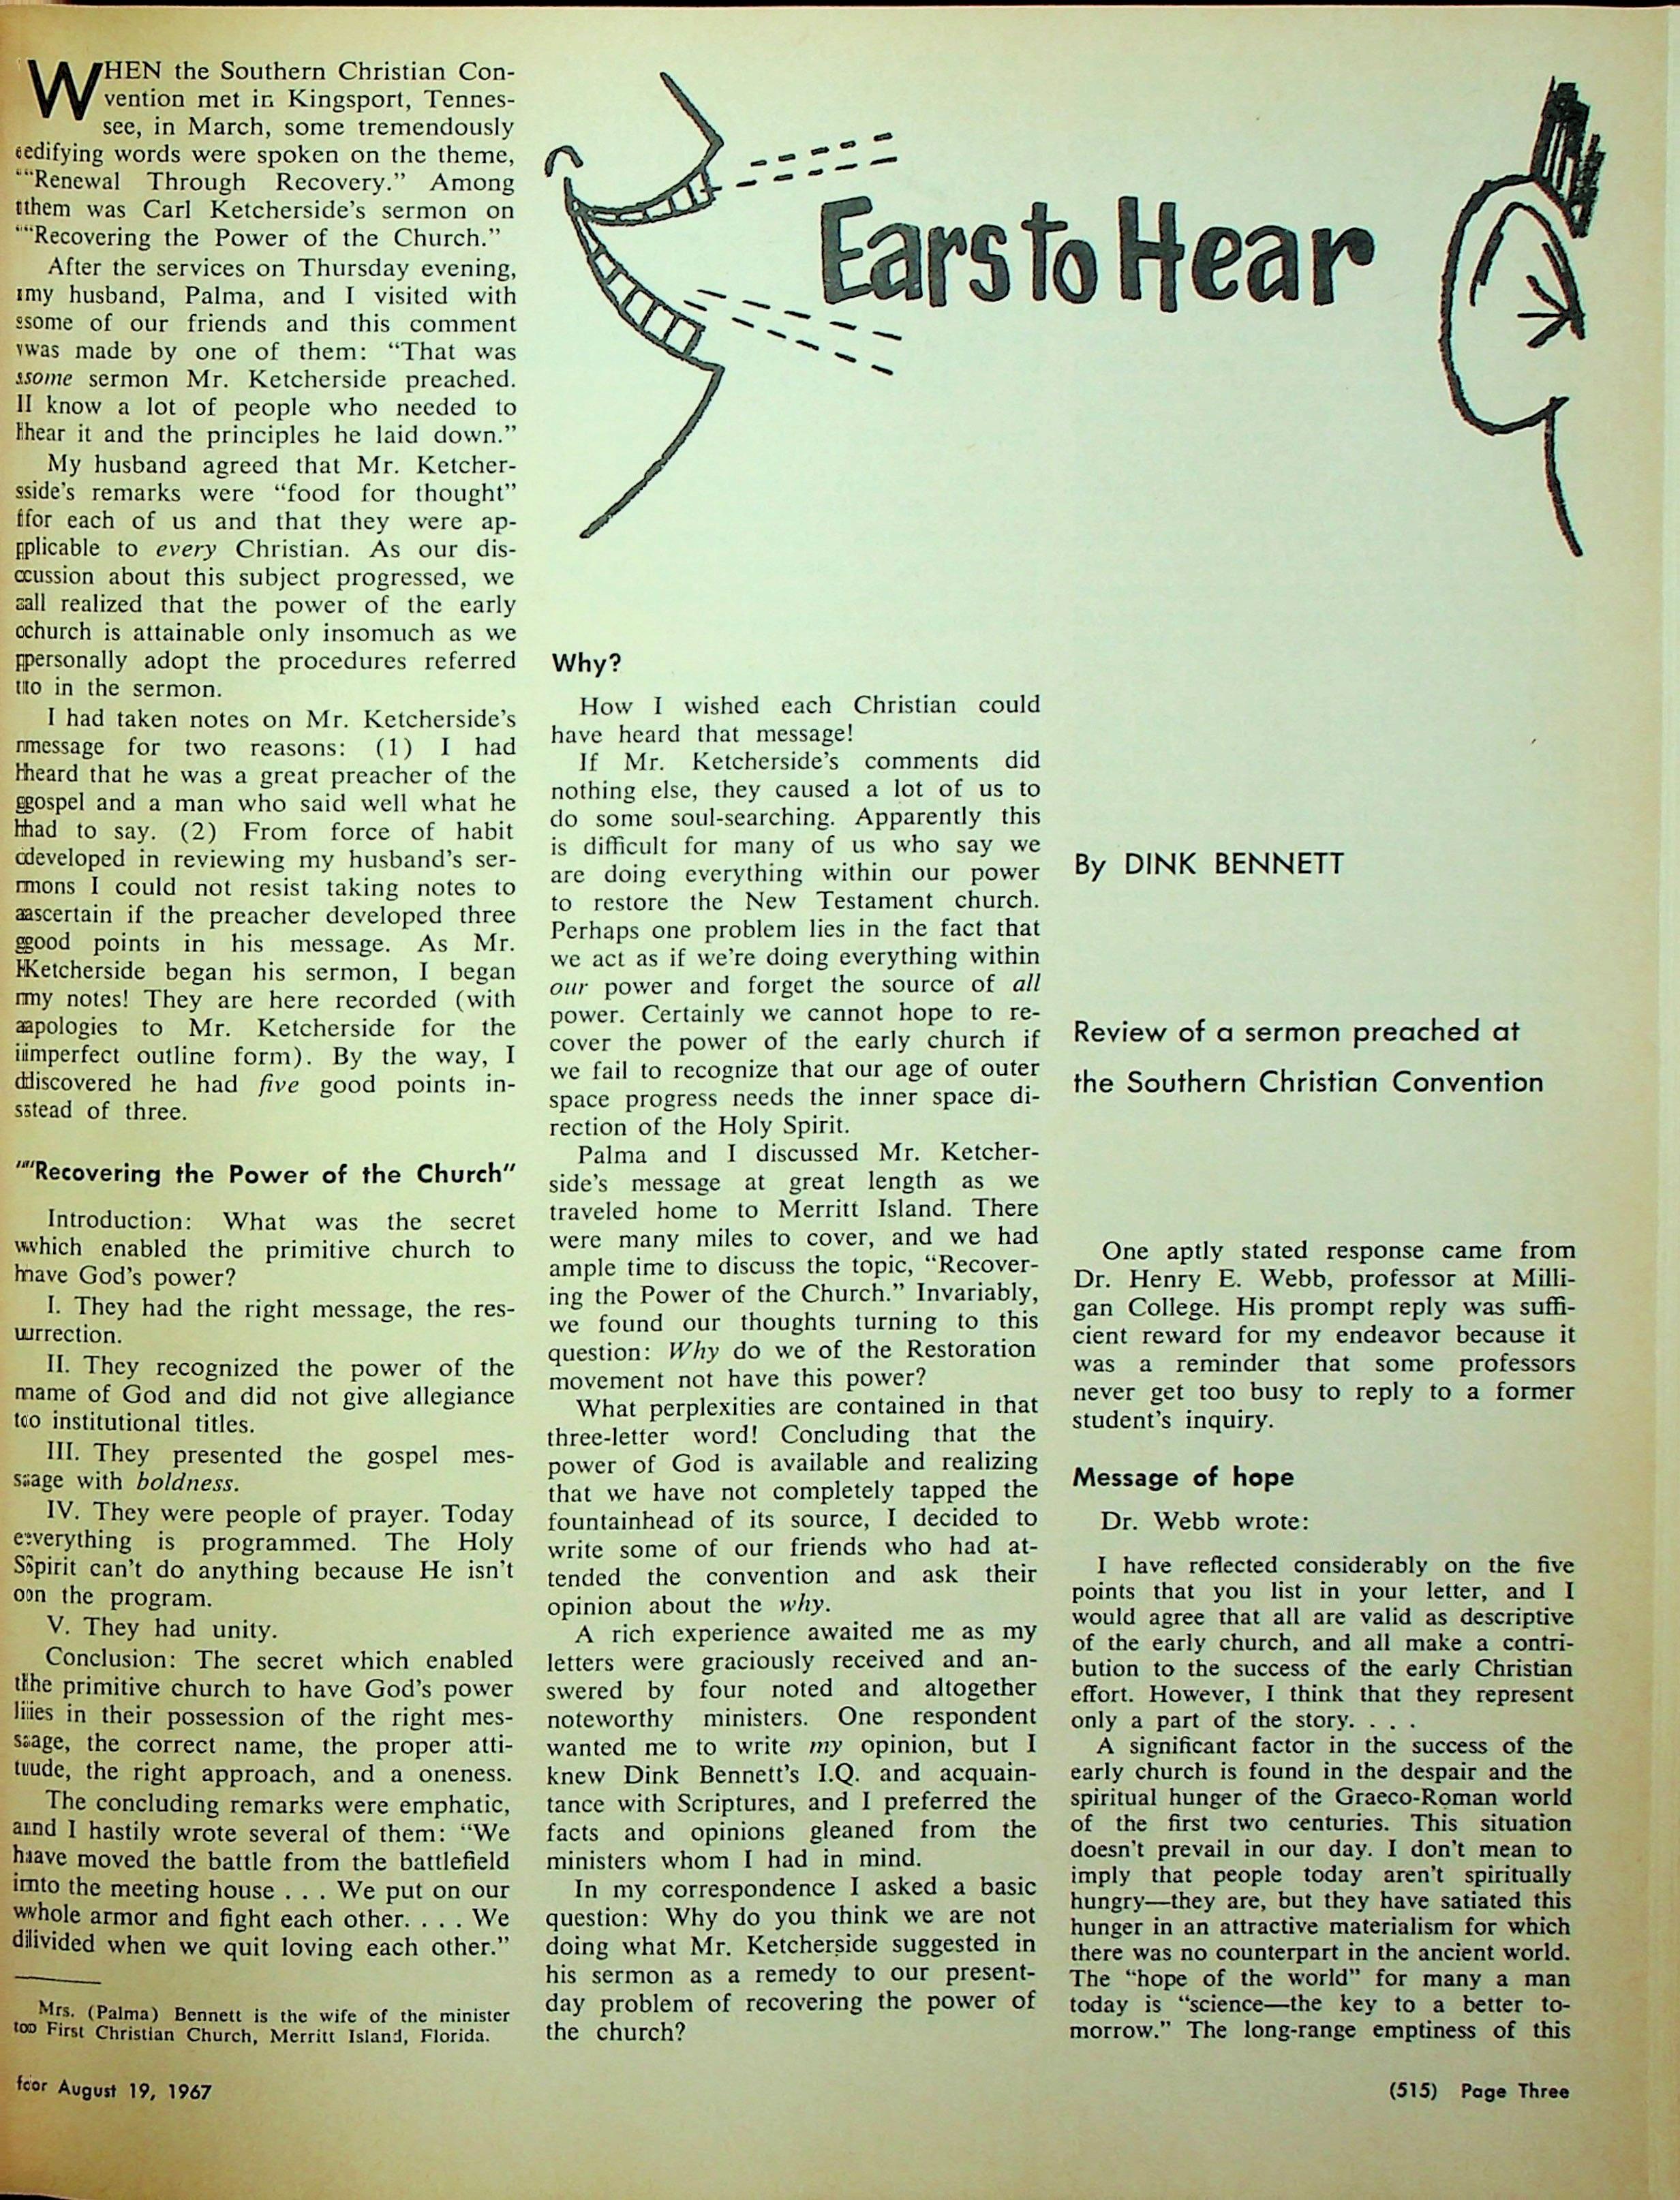 WHEN the Southern Christian Con-
vention met in Kingsport, Tennes-
see, in March, some tremendously
edifying words were spoken on the theme,
“Renewal Through Recovery.” Among
them was Carl Ketcherside’s sermon on
“Recovering the Power of the Church.”
After the services on Thursday evening,
my husband, Palma, and I visited with
some of our friends and this comment
was made by one of them: “That was
some sermon Mr. Ketcherside preached.
I know a lot of people who needed to
hear it and the principles he laid down.”
My husband agreed that Mr. Ketcher-
side’s remarks were “food for thought”
for each of us and that they were ap-
plicable to every Christian. As our dis-
cussion about this subject progressed, we
all realized that the power of the early
church is attainable only insomuch as we
personally adopt the procedures referred
to in the sermon.
I had taken notes on Mr. Ketcherside’s
message for two reasons: (1) I had
heard that he was a great preacher of the
gospel and a man who said well what he
had to say. (2) From force of habit
developed in reviewing my husband’s ser-
mons I could not resist taking notes to
ascertain if the preacher developed three
good points in his message. As Mr.
Ketcherside began his sermon, I began
my notes! They are here recorded (with
apologies to Mr. Ketcherside for the
imperfect outline form). By the way, I
discovered he had five good points in-
stead of three.
“Recovering the Power of the Church”
Introduction: What was the secret
which enabled the primitive church to
have God’s power?
I. They had the right message, the res-
urrection.
II. They recognized the power of the
name of God and did not give allegiance
to institutional titles.
III. They presented the gospel mes-
sage with boldness.
IV. They were people of prayer. Today
everything is programmed. The Holy
Spirit can’t do anything because He isn’t
on the program.
V. They had unity.
Conclusion: The secret which enabled
the primitive church to have God’s power
lies in their possession of the right mes-
sage, the correct name, the proper atti-
tude, the right approach, and a oneness.
The concluding remarks were emphatic,
and I hastily wrote several of them: “We
have moved the battle from the battlefield
into the meeting house . . . We put on our
whole armor and fight each other. . . . We
divided when we quit loving each other.”
Mrs. (Palma) Bennett is the wife of the minister
to First Christian Church, Merritt Island, Florida.
for August 19, 1967
Ears to Hear
Why?
How I wished each Christian could
have heard that message!
If Mr. Ketcherside’s comments did
nothing else, they caused a lot of us to
do some soul-searching. Apparently this
is difficult for many of us who say we
are doing everything within our power
to restore the New Testament church.
Perhaps one problem lies in the fact that
we act as if we’re doing everything within
our power and forget the source of all
power. Certainly we cannot hope to re-
cover the power of the early church if
we fail to recognize that our age of outer
space progress needs the inner space di-
rection of the Holy Spirit.
Palma and I discussed Mr. Ketcher-
side’s message at great length as we
traveled home to Merritt Island. There
were many miles to cover, and we had
ample time to discuss the topic, “Recover-
ing the Power of the Church.” Invariably,
we found our thoughts turning to this
question: Why do we of the Restoration
movement not have this power?
What perplexities are contained in that
three-letter word! Concluding that the
power of God is available and realizing
that we have not completely tapped the
fountainhead of its source, I decided to
write some of our friends who had at-
tended the convention and ask their
opinion about the why.
A rich experience awaited me as my
letters were graciously received and an-
swered by four noted and altogether
noteworthy ministers. One respondent
wanted me to write my opinion, but I
knew Dink Bennett’s I.Q. and acquain-
tance with Scriptures, and I preferred the
facts and opinions gleaned from the
ministers whom I had in mind.
In my correspondence I asked a basic
question: Why do you think we are not
doing what Mr. Ketcherside suggested in
his sermon as a remedy to our present-
day problem of recovering the power of
the church?
By DINK BENNETT
Review of a sermon preached at
the Southern Christian Convention
One aptly stated response came from
Dr. Henry E. Webb, professor at Milli-
gan College. His prompt reply was suffi-
cient reward for my endeavor because it
was a reminder that some professors
never get too busy to reply to a former
student’s inquiry.
Message of hope
Dr. Webb wrote:
I have reflected considerably on the five
points that you list in your letter, and I
would agree that all are valid as descriptive
of the early church, and all make a contri-
bution to the success of the early Christian
effort. However, I think that they represent
only a part of the story. . . .
A significant factor in the success of the
early church is found in the despair and the
spiritual hunger of the Graeco-Roman world
of the first two centuries. This situation
doesn’t prevail in our day. I don’t mean to
imply that people today aren’t spiritually
hungry—they are, but they have satiated this
hunger in an attractive materialism for which
there was no counterpart in the ancient world.
The “hope of the world” for many a man
today is “science—the key to a better to-
morrow.” The long-range emptiness of this
(515) Page Three